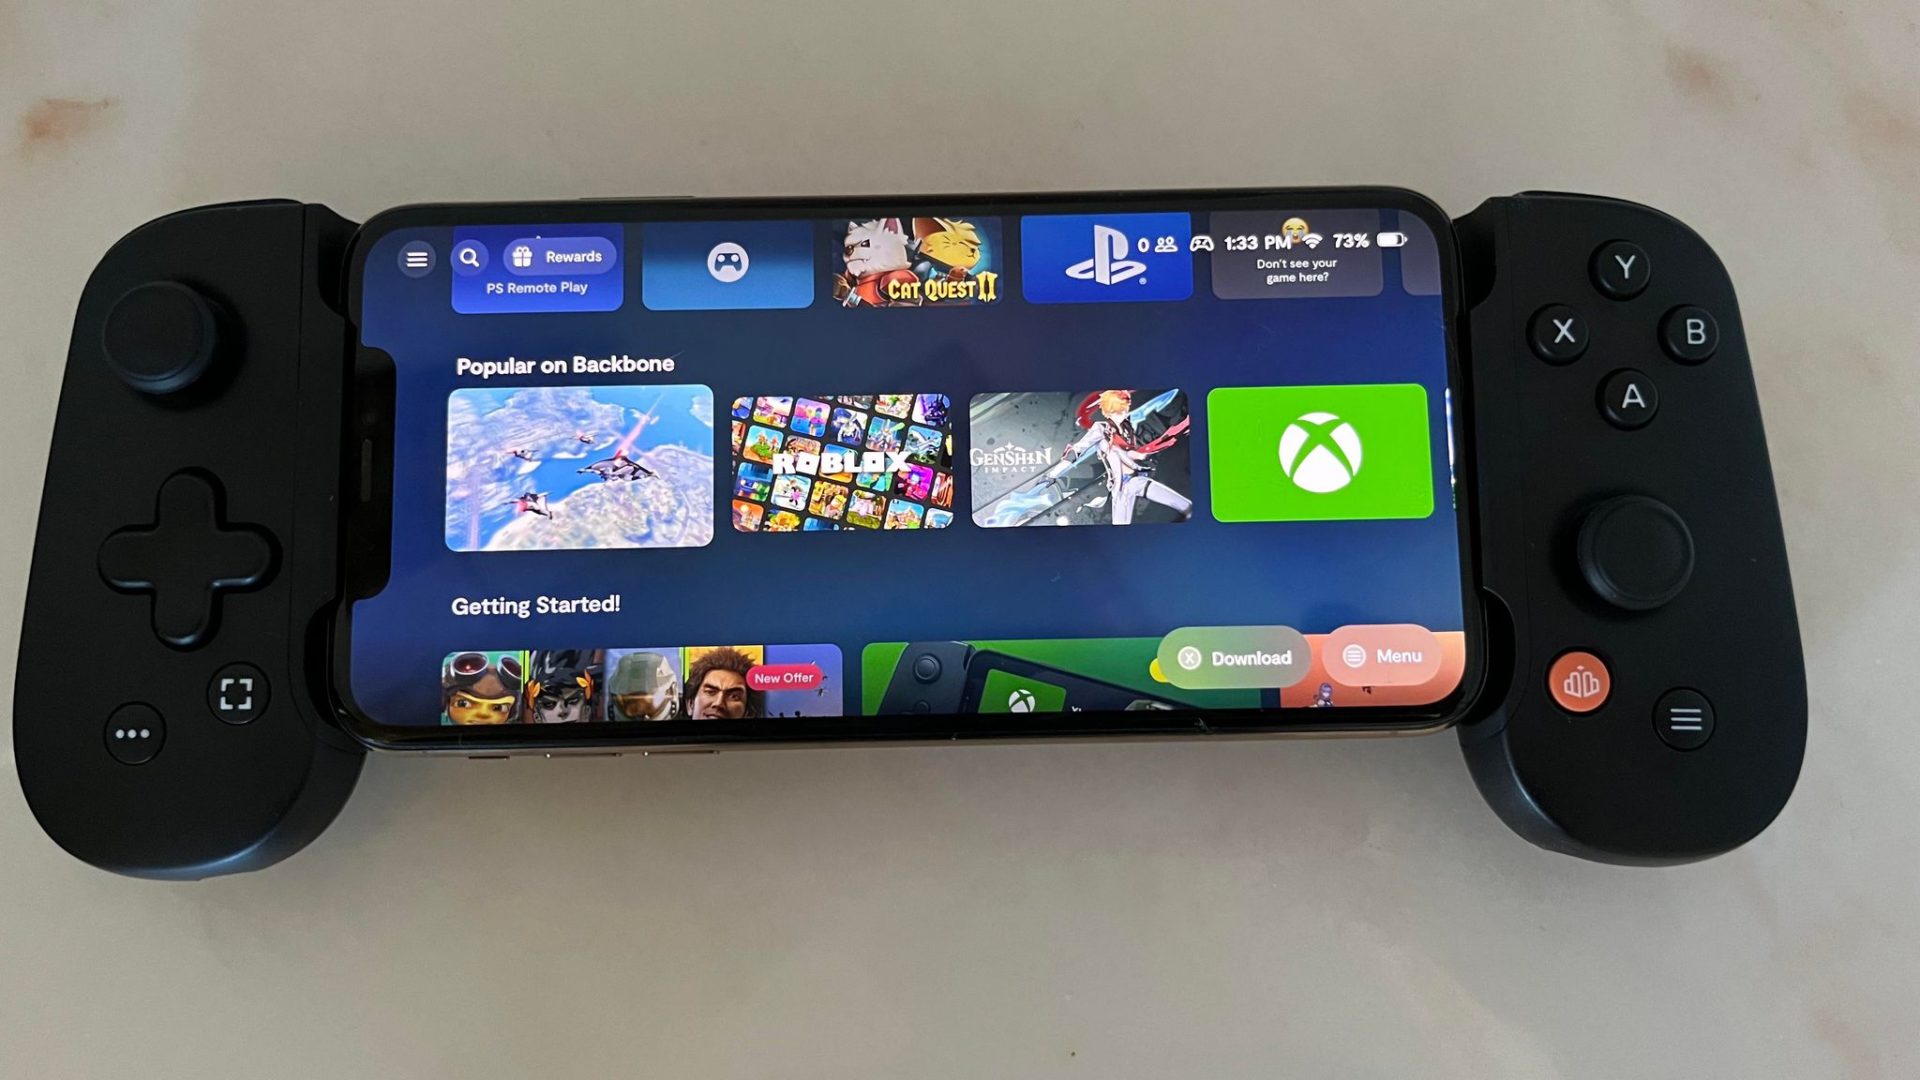 Rewards
PS Remote Play
CAT QUEST II
0
1:33 PM
73%
Don't see your
game here?
Popular on Backbone
ROBLOX
GENSHIN
IMPACT
Getting Started!
New Offer
X Download
Menu
Y
X
B
A